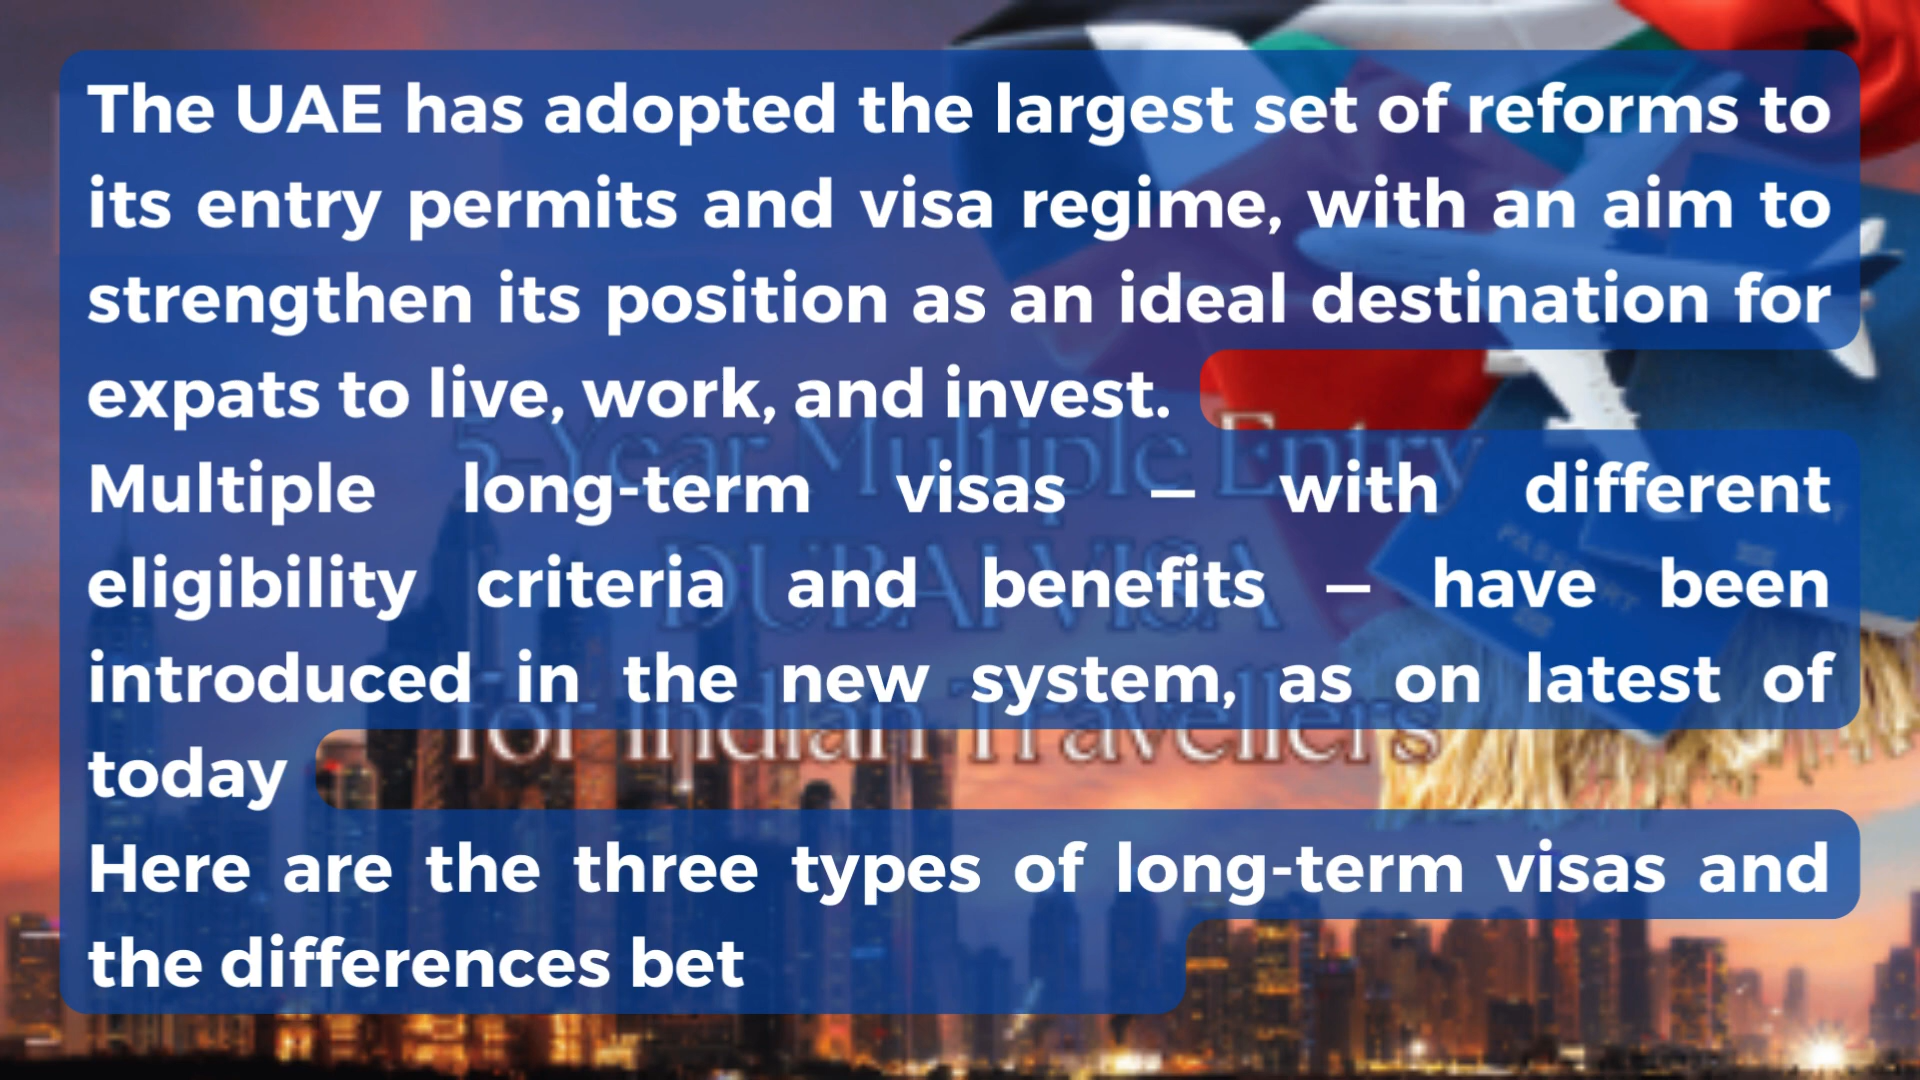 The UAE has adopted the largest set of reforms to
its entry permits and visa regime, with an aim to
strengthen its position as an ideal destination for
expats to live, work, and invest.
5-Year Multiple Entry
Multiple long-term visas – with different
DUBAI VISA
eligibility criteria and benefits – have been
PASSPORT
introduced in the new system, as on latest of
for Indian Travellers
today
Here are the three types of long-term visas and
the differences bet